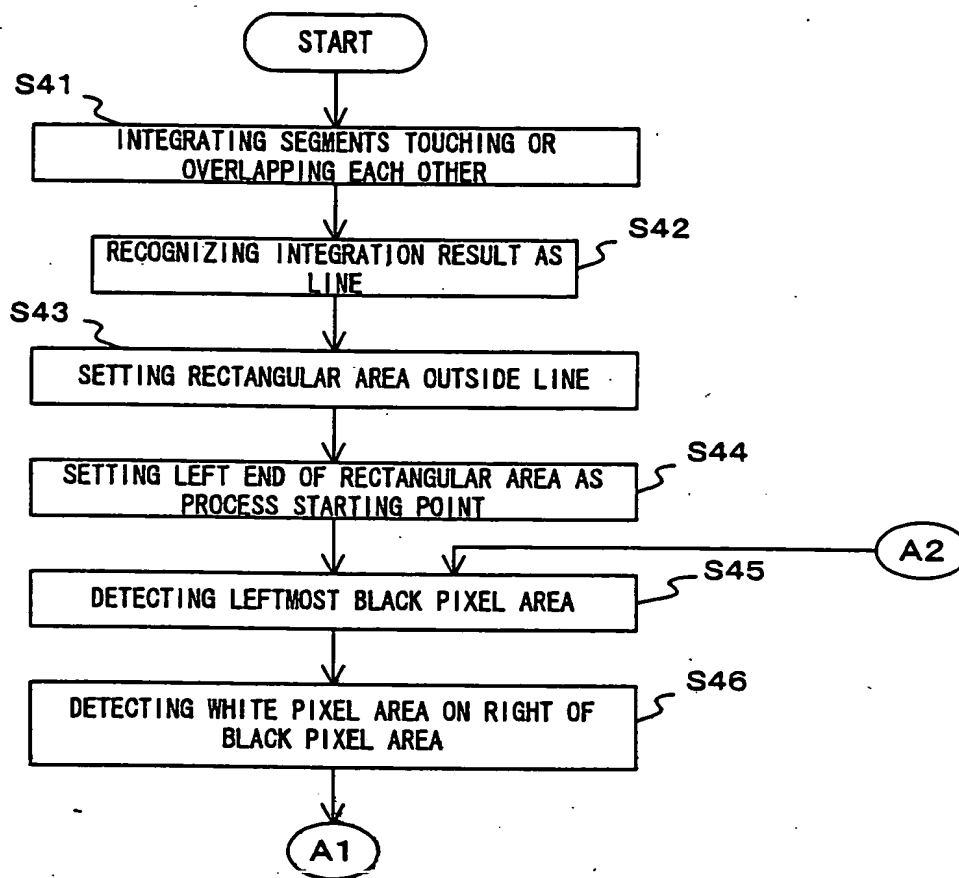 START
S41
INTEGRATING SEGMENTS TOUCHING OR
OVERLAPPING EACH OTHER
S42
RECOGNIZING INTEGRATION RESULT AS
LINE
S43
SETTING RECTANGULAR AREA OUTSIDE LINE
S44
SETTING LEFT END OF RECTANGULAR AREA AS
PROCESS STARTING POINT
A2
S45
DETECTING LEFTMOST BLACK PIXEL AREA
S46
DETECTING WHITE PIXEL AREA ON RIGHT OF
BLACK PIXEL AREA
A1